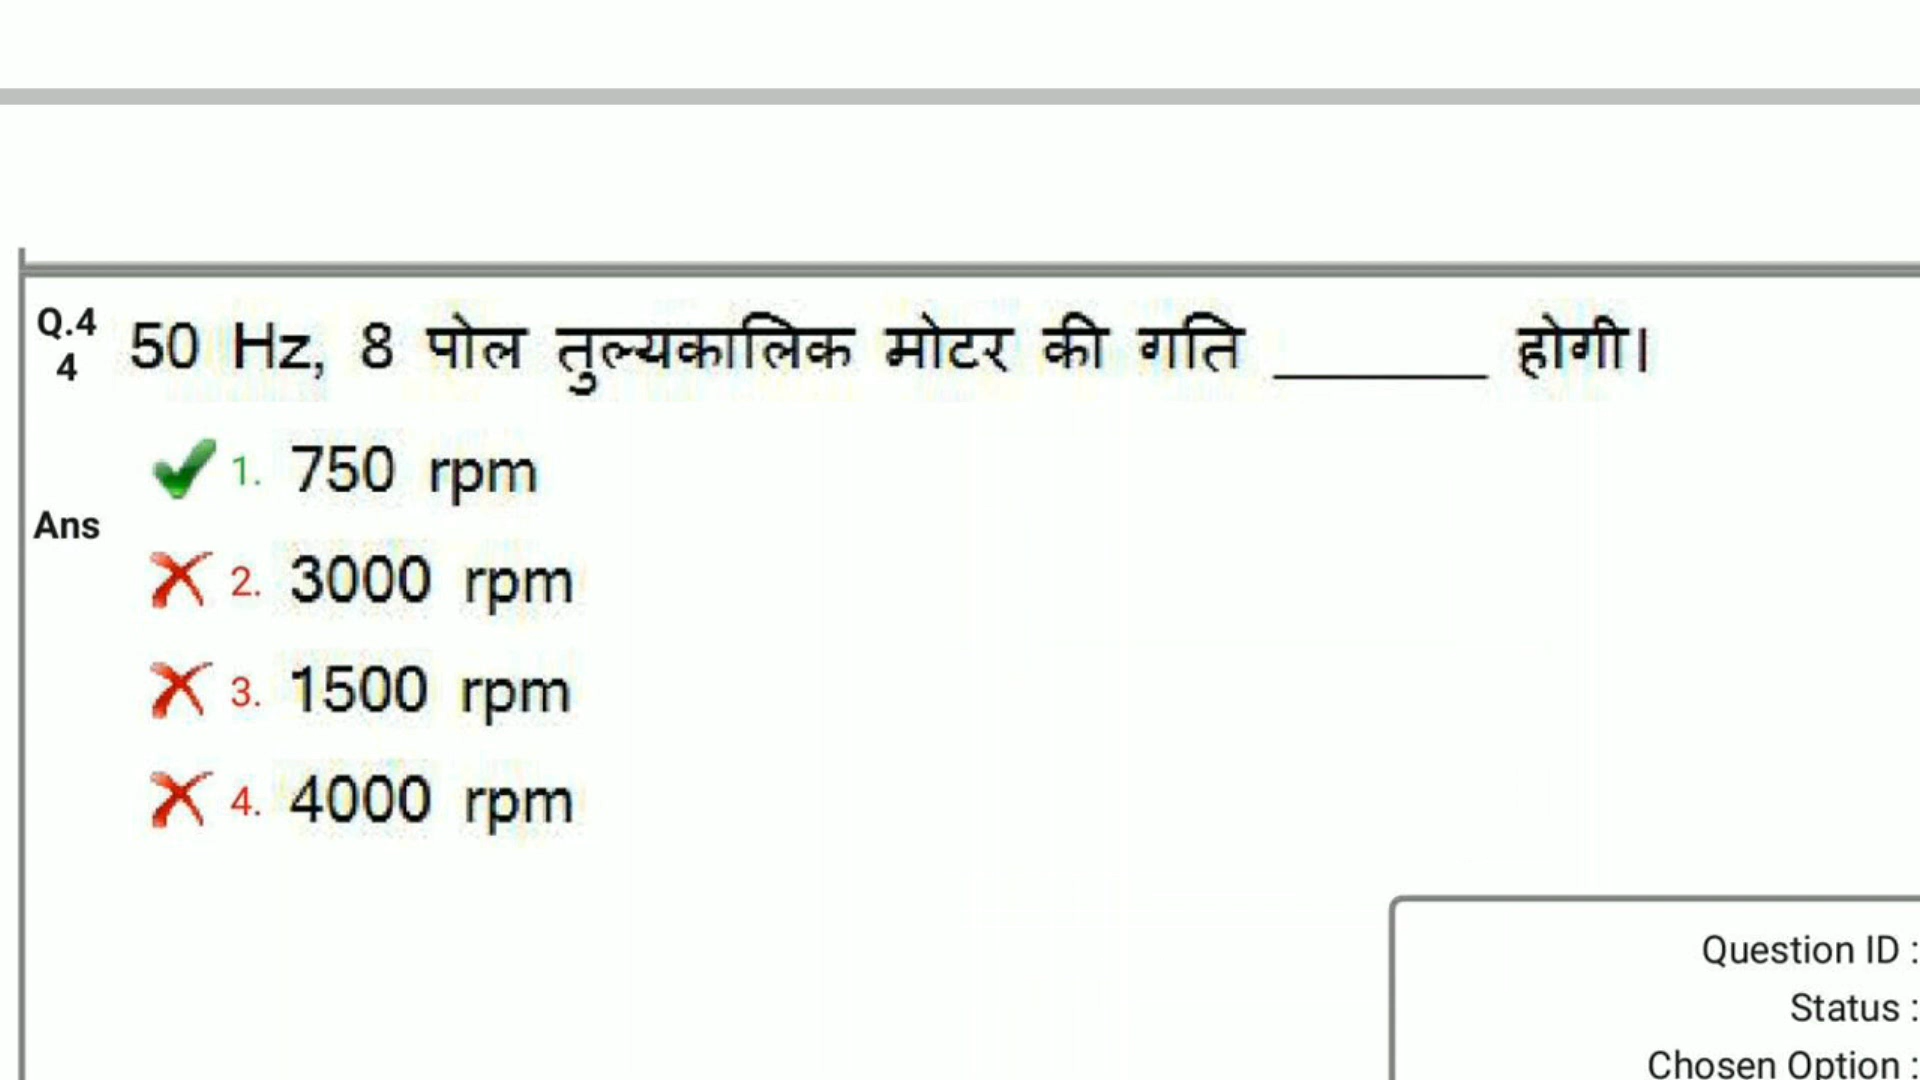 Q.4
4
50 Hz, 8 पोल तुल्यकालिक मोटर की गति ________ होगी।
Ans
1. 750 rpm
2. 3000 rpm
3. 1500 rpm
4. 4000 rpm
Question ID :
Status :
Chosen Option :